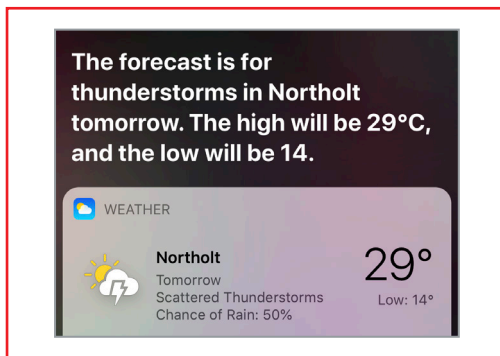 The forecast is for
thunderstorms in Northolt
tomorrow. The high will be 29°C,
and the low will be 14.
WEATHER
Northolt
29°
Tomorrow
Scattered Thunderstorms
Low: 14°
Chance of Rain: 50%